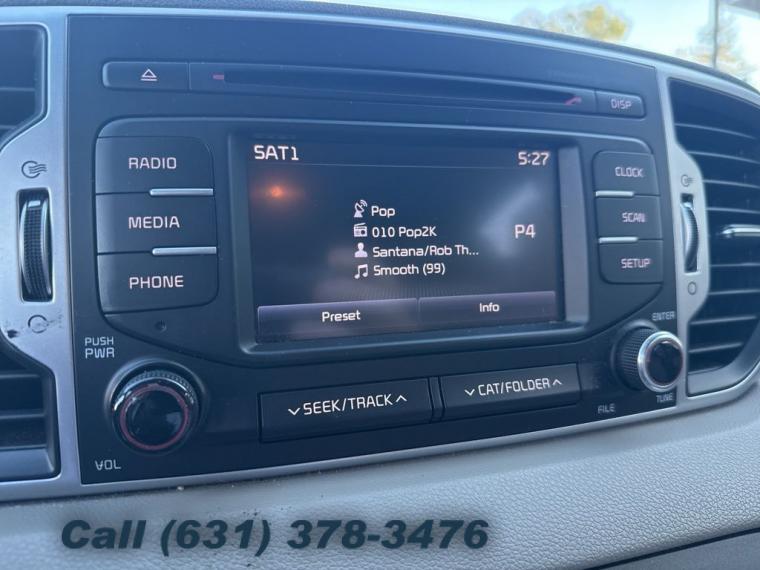 DISP
RADIO
MEDIA
PHONE
SAT1 5:27
Pop
010 Pop2K
Santana/Rob Th...
Smooth (99)
P4
Preset Info
CLOCK
SCAN
SETUP
PUSH
PWR
VOL
SEEK/TRACK
CAT/FOLDER
ENTER
TUNE
FILE
Call (631) 378-3476